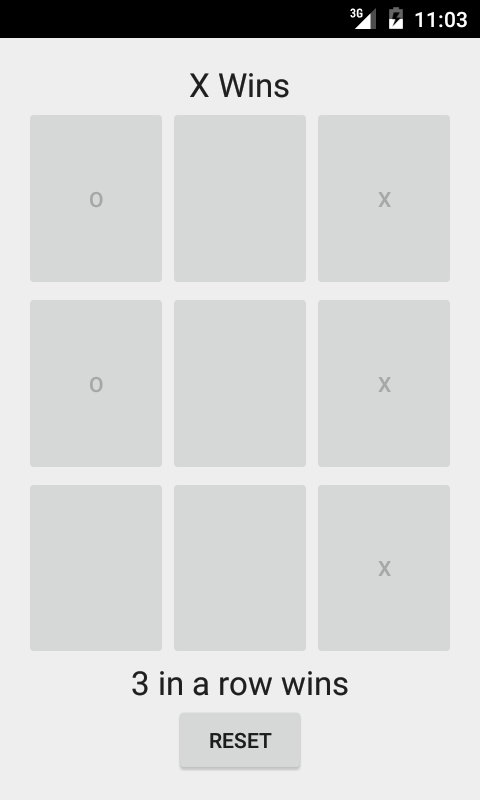 3G 11:03
X Wins
O X
O X
X
3 in a row wins
RESET